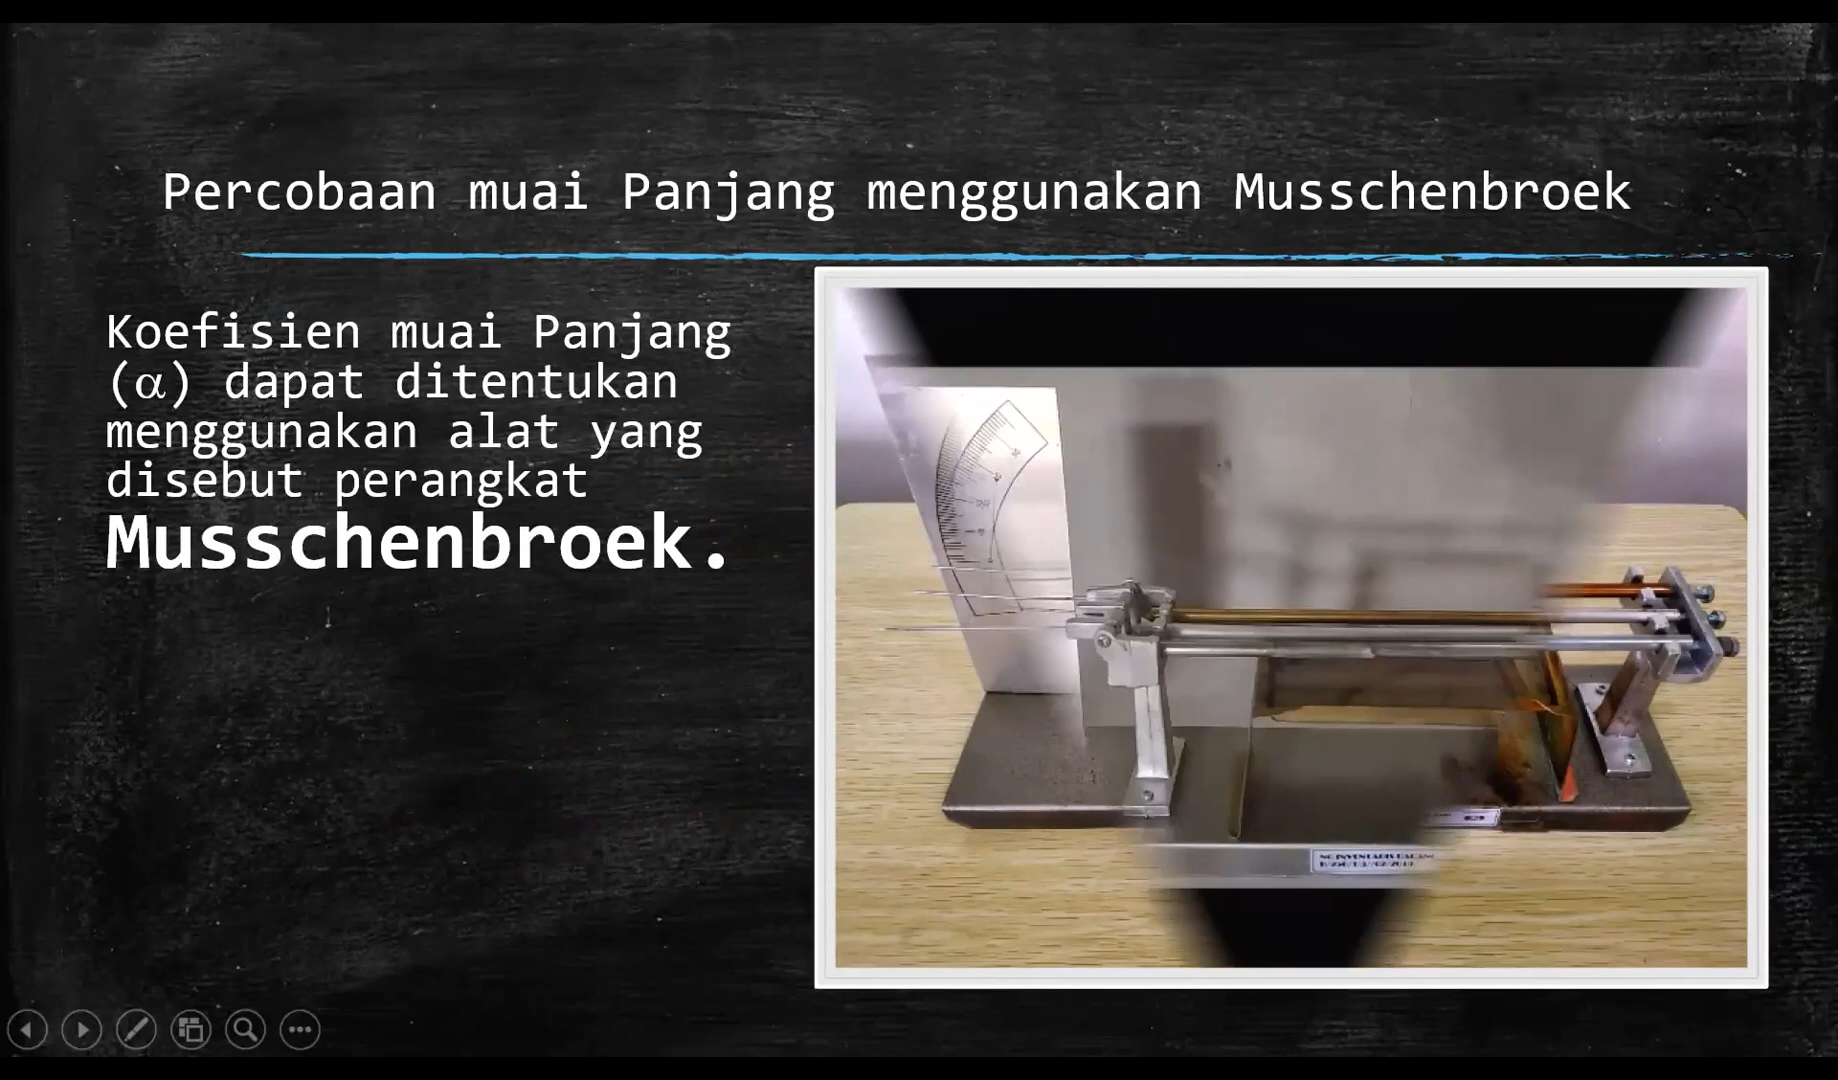 Percobaan muai Panjang menggunakan Musschenbroek
Koefisien muai Panjang
(α) dapat ditentukan
menggunakan alat yang
disebut perangkat
Musschenbroek.